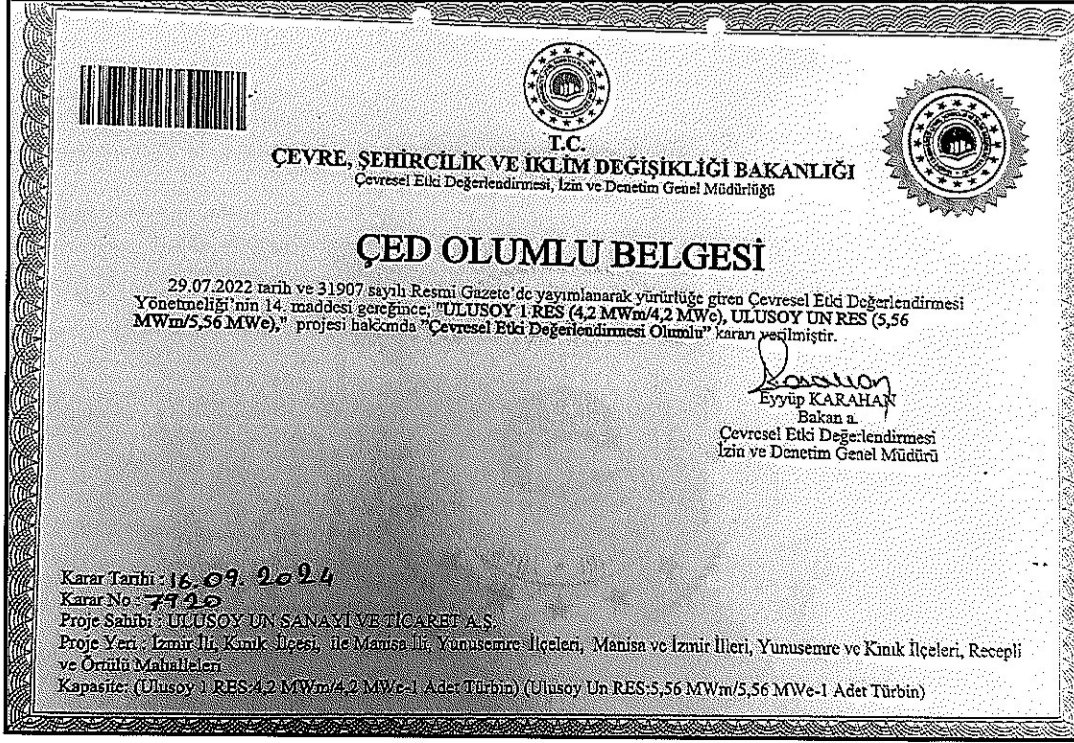 T.C.
ÇEVRE, ŞEHİRCİLİK VE İKLİM DEĞİŞİKLİĞİ BAKANLIĞI
Çevresel Etki Değerlendirmesi, İzin ve Denetim Genel Müdürlüğü
ÇED OLUMLU BELGESİ
29.07.2022 tarih ve 31907 sayılı Resmi Gazete'de yayımlanarak yürürlüğe giren Çevresel Etki Değerlendirmesi
Yönetmeliği'nin 14. maddesi gereğince; "ULUSOY 1 RES (4,2 MWm/4,2 MWe), ULUSOY UN RES (5,56
MWm/5,56 MWe)," projesi hakkında "Çevresel Etki Değerlendirmesi Olumlu" kararı verilmiştir.
Eyyüp KARAHAN
Bakan a.
Çevresel Etki Değerlendirmesi
İzin ve Denetim Genel Müdürü
Karar Tarihi : 16.09.2024
Karar No : 7920
Proje Sahibi : ULUSOY UN SANAYİ VE TİCARET A.Ş.
Proje Yeri : İzmir İli, Kınık İlçesi, ile Manisa İli, Yunusemre İlçeleri, Manisa ve İzmir İlleri, Yunusemre ve Kınık İlçeleri, Recepli
ve Örtülü Mahalleleri
Kapasite: (Ulusoy 1 RES:4,2 MWm/4,2 MWe-1 Adet Türbin) (Ulusoy Un RES:5,56 MWm/5,56 MWe-1 Adet Türbin)